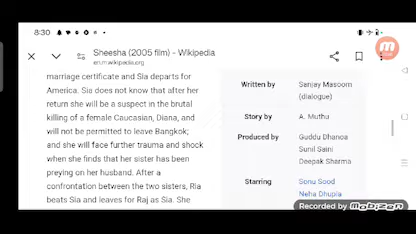 8:30
Sheesha (2005 film) – Wikipedia
en.m.wikipedia.org
marriage certificate and Sia departs for
America. Sia does not know that after her
return she will be a suspect in the brutal
killing of a female Caucasian, Diana, and
will not be permitted to leave Bangkok;
and she will face further trauma and shock
when she finds that her sister has been
preying on her husband. After a
confrontation between the two sisters, Ria
beats Sia and leaves for Raj as Sia. She
Written by
Sanjay Masoom
(dialogue)
Story by
A. Muthu
Produced by
Guddu Dhanoa
Sunil Saini
Deepak Sharma
Starring
Sonu Sood
Neha Dhupia
Recorded by Mobizen